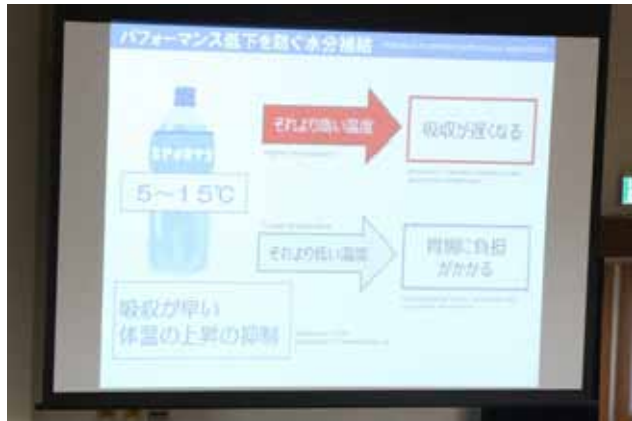 パフォーマンス低下を防ぐ水分補給
SPORTS
5～15℃
それより高い温度
吸収が遅くなる
それより低い温度
胃腸に負担
がかかる
吸収が早い
体温の上昇の抑制